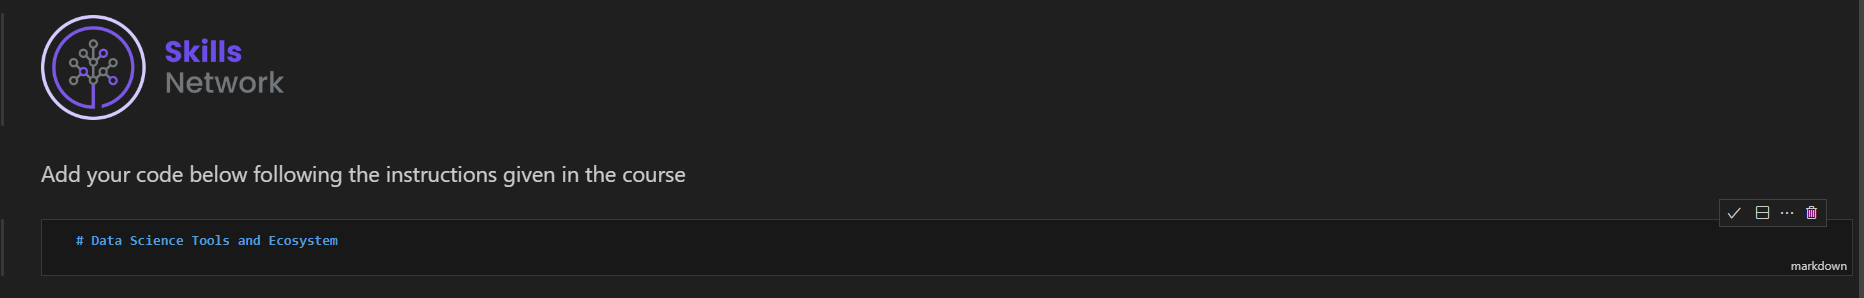 Skills
Network
Add your code below following the instructions given in the course
# Data Science Tools and Ecosystem
markdown